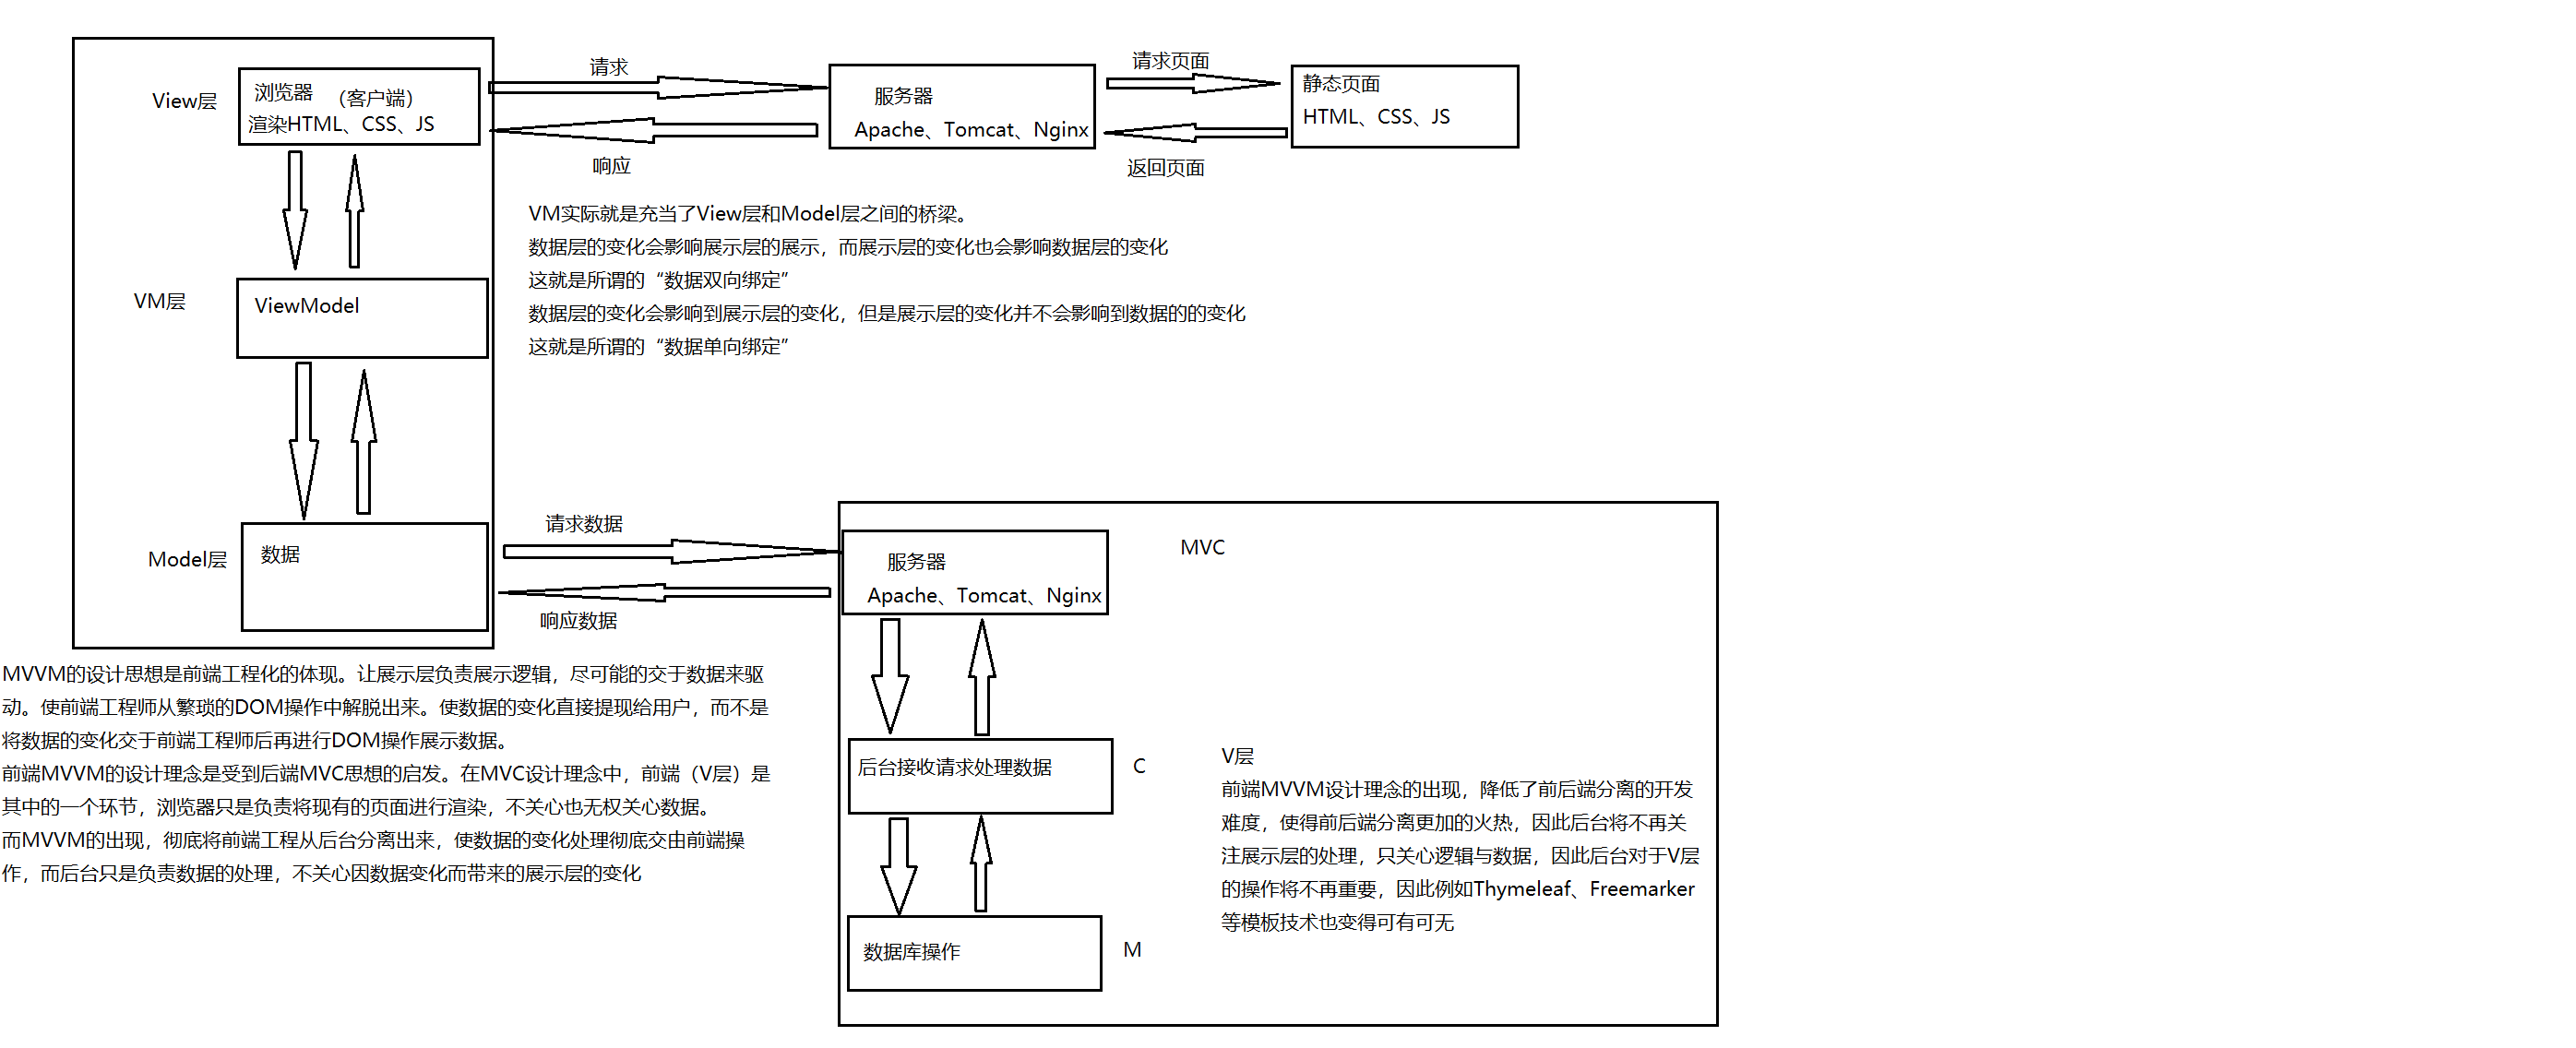 View层
浏览器 （客户端）
渲染HTML、CSS、JS
请求
响应
服务器
Apache、Tomcat、Nginx
请求页面
返回页面
静态页面
HTML、CSS、JS
VM实际就是充当了View层和Model层之间的桥梁。
数据层的变化会影响展示层的展示，而展示层的变化也会影响数据层的变化
这就是所谓的“数据双向绑定”
数据层的变化会影响到展示层的变化，但是展示层的变化并不会影响到数据的的变化
这就是所谓的“数据单向绑定”
VM层
ViewModel
Model层
数据
请求数据
响应数据
服务器
Apache、Tomcat、Nginx
MVC
MVVM的设计思想是前端工程化的体现。让展示层负责展示逻辑，尽可能的交于数据来驱
动。使前端工程师从繁琐的DOM操作中解脱出来。使数据的变化直接提现给用户，而不是
将数据的变化交于前端工程师后再进行DOM操作展示数据。
前端MVVM的设计理念是受到后端MVC思想的启发。在MVC设计理念中，前端（V层）是
其中的一个环节，浏览器只是负责将现有的页面进行渲染，不关心也无权关心数据。
而MVVM的出现，彻底将前端工程从后台分离出来，使数据的变化处理彻底交由前端操
作，而后台只是负责数据的处理，不关心因数据变化而带来的展示层的变化
后台接收请求处理数据
C
V层
前端MVVM设计理念的出现，降低了前后端分离的开发
难度，使得前后端分离更加的火热，因此后台将不再关
注展示层的处理，只关心逻辑与数据，因此后台对于V层
的操作将不再重要，因此例如Thymeleaf、Freemarker
等模板技术也变得可有可无
数据库操作
M